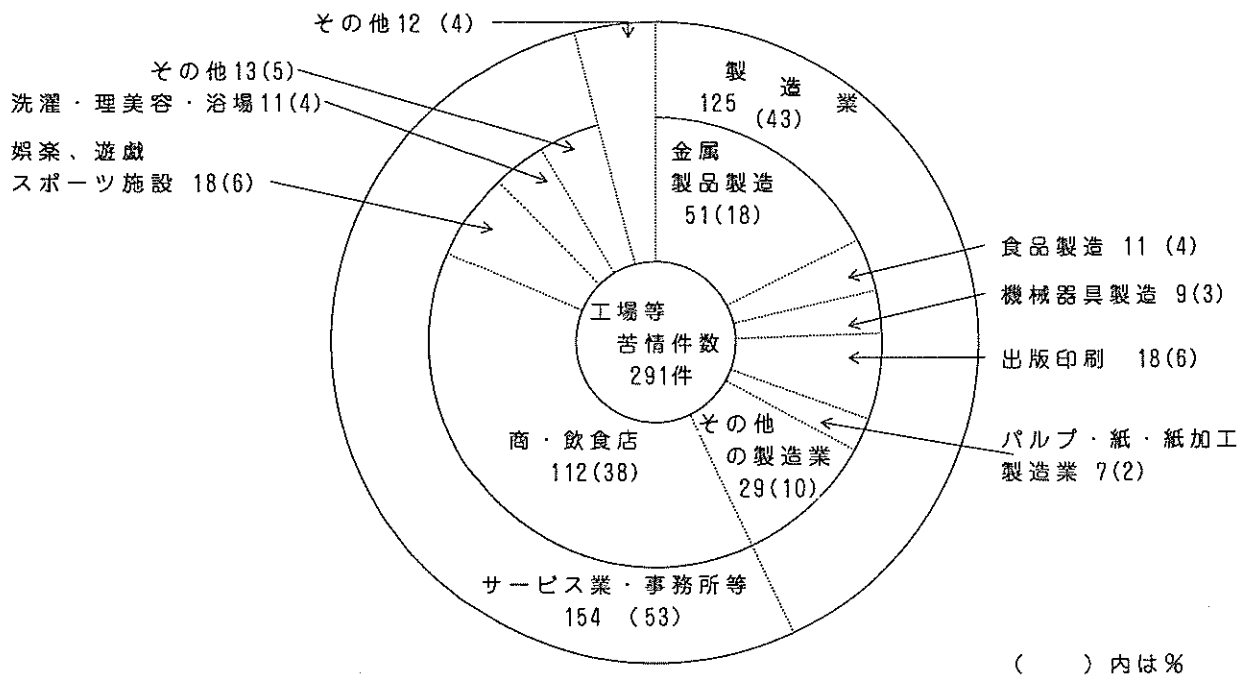 その他12 (4)
その他13(5)
洗濯・理美容・浴場11(4)
娯楽、遊戯
スポーツ施設 18(6)
製造業
125 (43)
金属
製品製造
51(18)
食品製造 11 (4)
機械器具製造 9(3)
出版印刷 18(6)
パルプ・紙・紙加工
製造業 7(2)
工場等
苦情件数
291件
その他
の製造業
29(10)
商・飲食店
112(38)
サービス業・事務所等
154 (53)
( )内は%